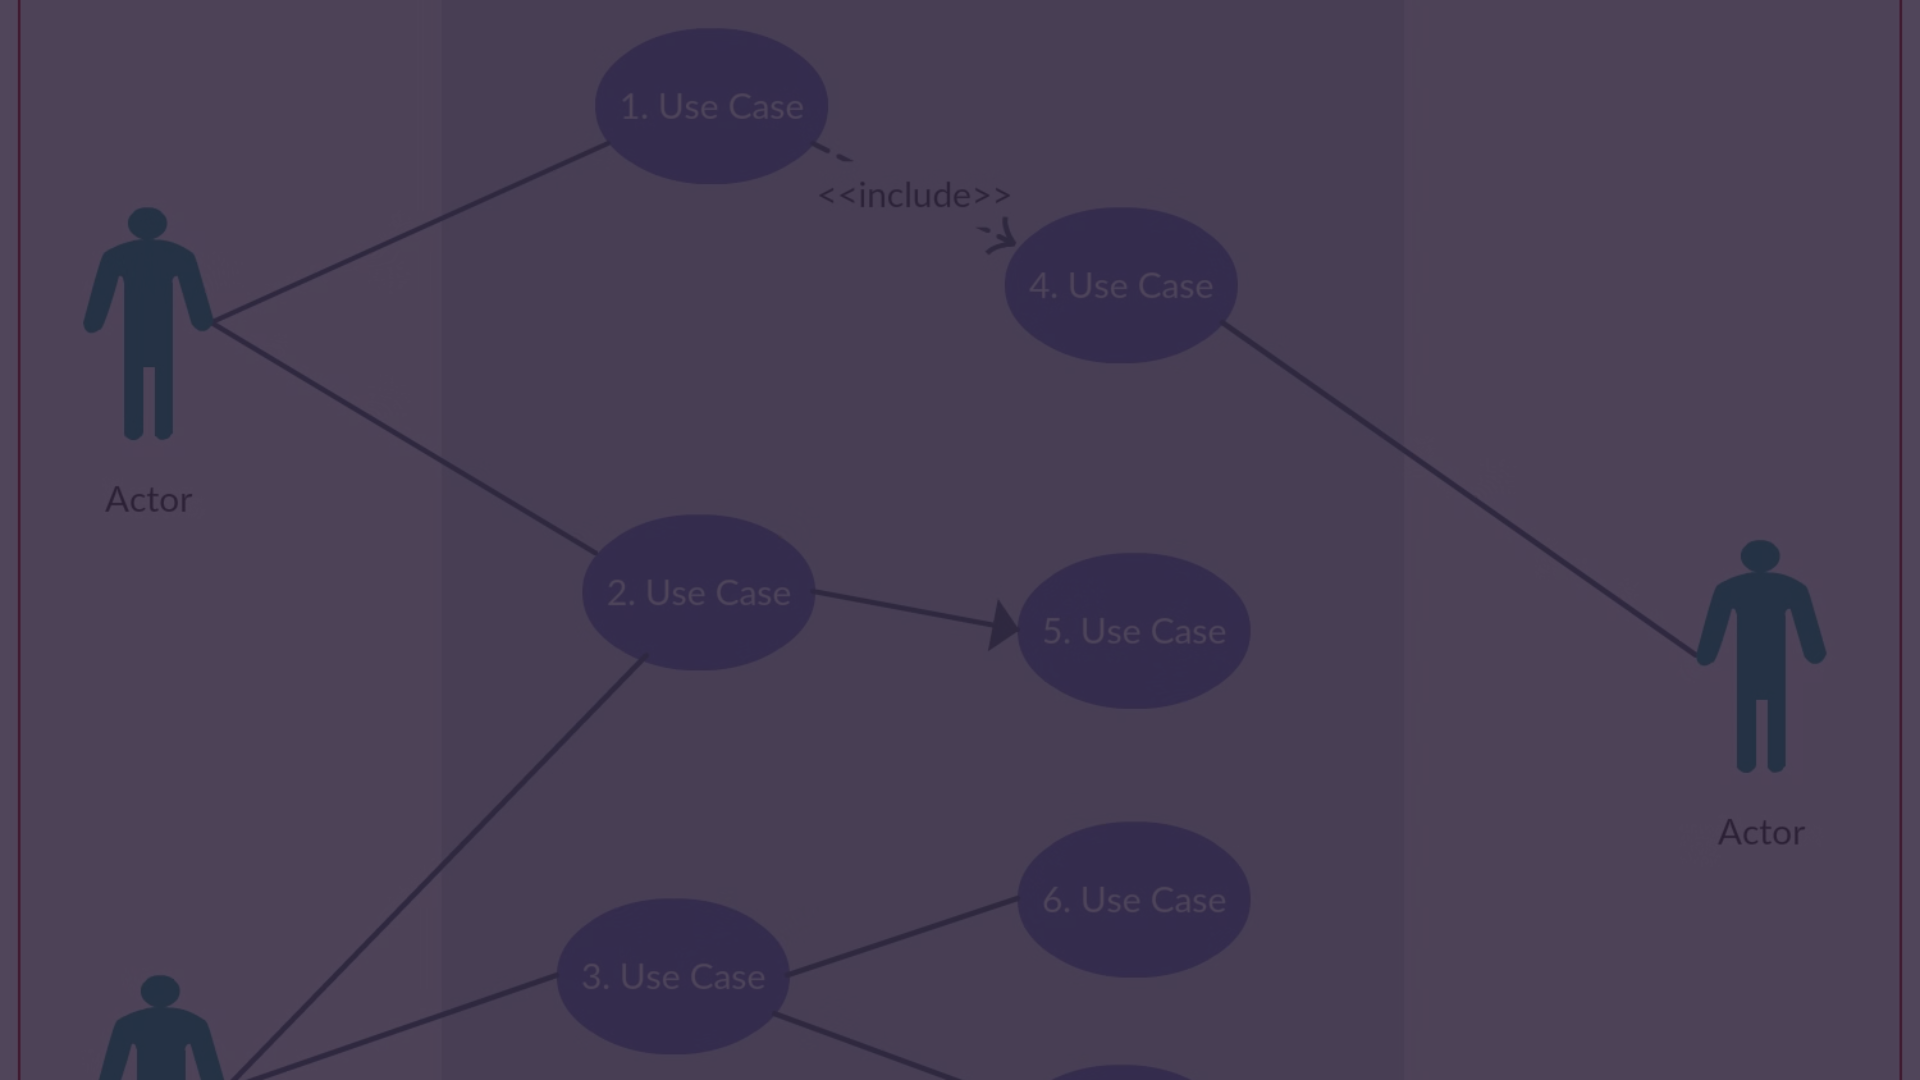 1. Use Case
<<include>>
4. Use Case
Actor
2. Use Case
5. Use Case
Actor
6. Use Case
3. Use Case